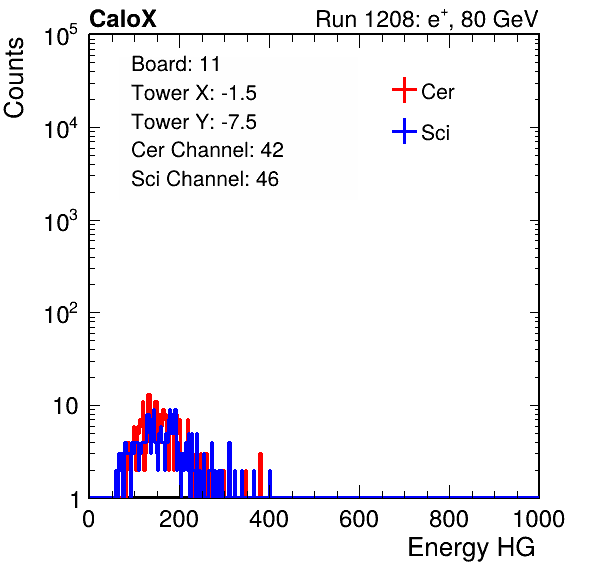 CaloX Run 1208: e⁺, 80 GeV
Counts
Board: 11
Tower X: -1.5
Tower Y: -7.5
Cer Channel: 42
Sci Channel: 46
Cer
Sci
10⁵
10⁴
10³
10²
10
1
0 200 400 600 800 1000
Energy HG